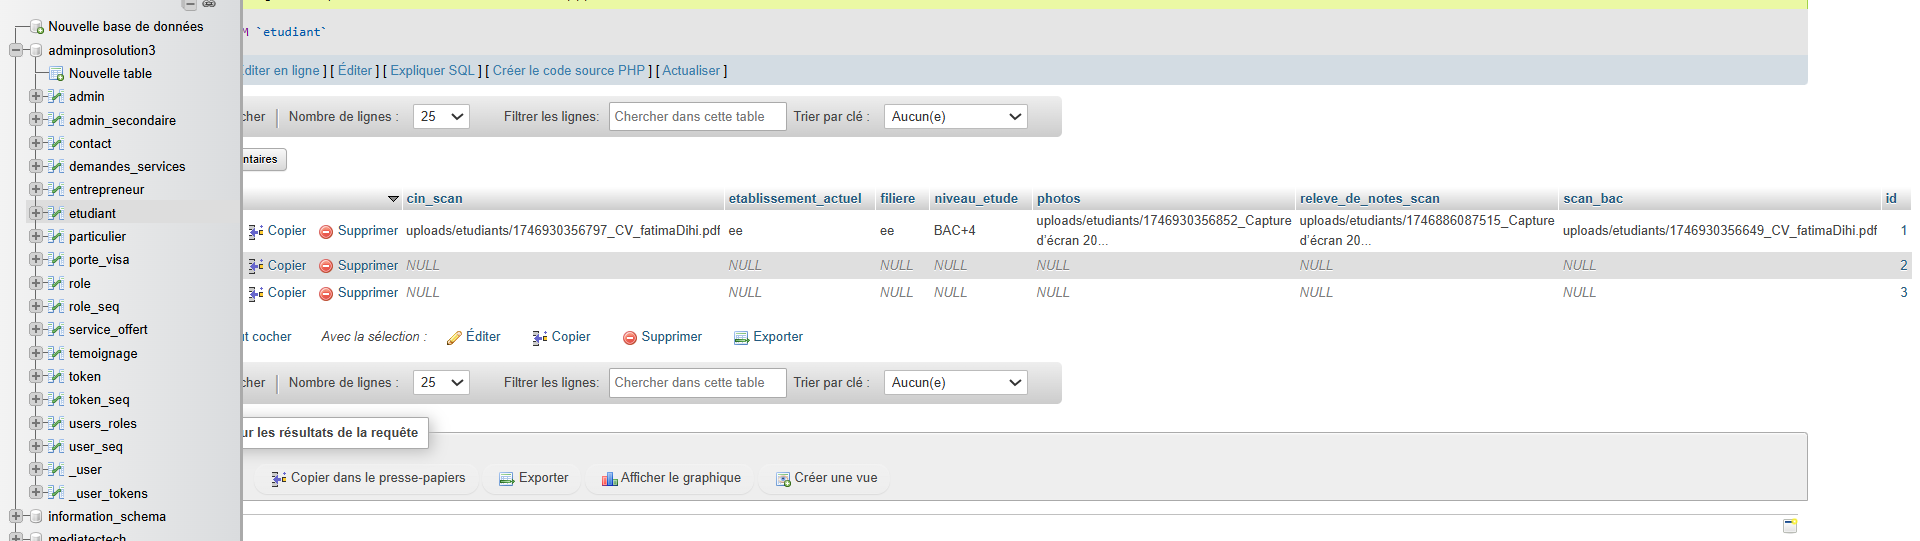 Nouvelle base de données
adminprosolution3
Nouvelle table
admin
admin_secondaire
contact
demandes_services
entrepreneur
etudiant
particulier
porte_visa
role
role_seq
service_offert
temoignage
token
token_seq
users_roles
user_seq
_user
_user_tokens
information_schema
mediatectech
M `etudiant`
diter en ligne ] [ Éditer ] [ Expliquer SQL ] [ Créer le code source PHP ] [ Actualiser ]
cher | Nombre de lignes : 25 Filtrer les lignes: Chercher dans cette table Trier par clé : Aucun(e)
ntaires
cin_scan etablissement_actuel filiere niveau_etude photos releve_de_notes_scan scan_bac id
Copier Supprimer uploads/etudiants/1746930356797_CV_fatimaDihi.pdf ee ee BAC+4 uploads/etudiants/1746930356852_Capture d'écran 20... uploads/etudiants/1746886087515_Capture d'écran 20... uploads/etudiants/1746930356649_CV_fatimaDihi.pdf 1
Copier Supprimer NULL NULL NULL NULL NULL NULL NULL 2
Copier Supprimer NULL NULL NULL NULL NULL NULL NULL 3
ut cocher Avec la sélection : Éditer Copier Supprimer Exporter
cher | Nombre de lignes : 25 Filtrer les lignes: Chercher dans cette table Trier par clé : Aucun(e)
ur les résultats de la requête
Copier dans le presse-papiers Exporter Afficher le graphique Créer une vue